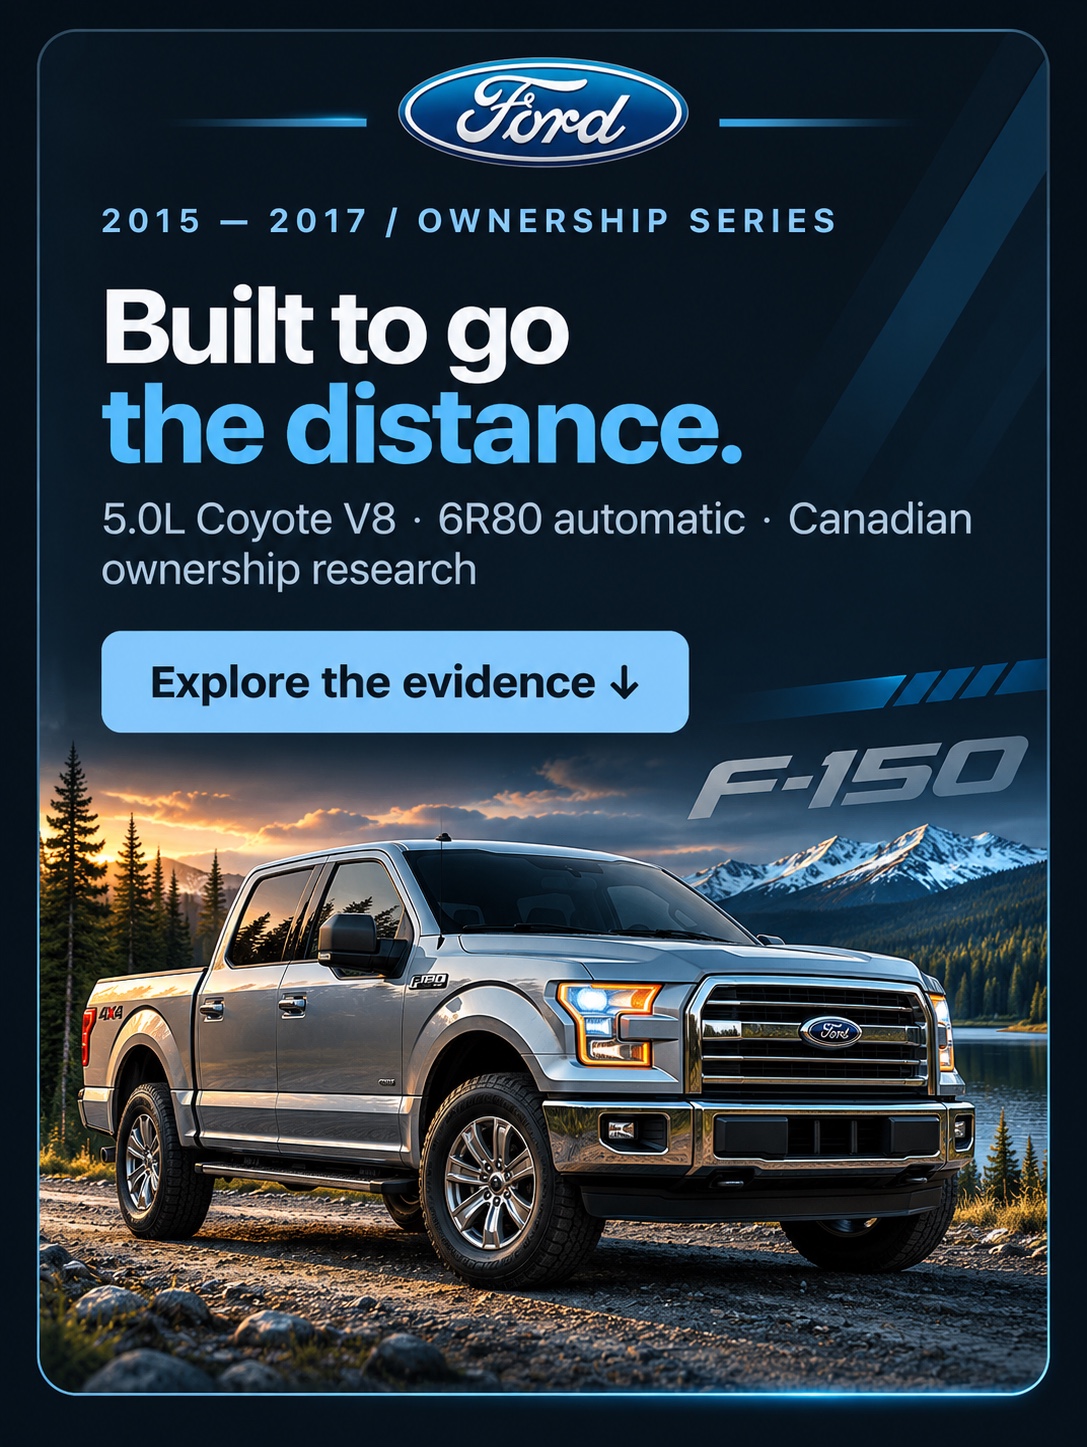 Ford
2015 — 2017 / OWNERSHIP SERIES
Built to go
the distance.
5.0L Coyote V8 · 6R80 automatic · Canadian
ownership research
Explore the evidence ↓
F-150
4X4
Ford